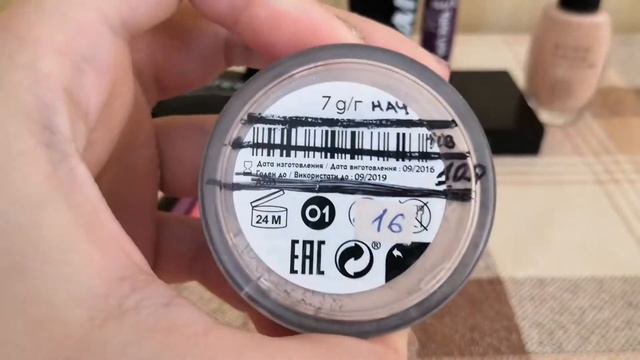 7 g/г нач
Дата изготовления / Дата виготовлення : 09/2016
Годен до / Використати до : 09/2019
24 M
01
16
EAC
®